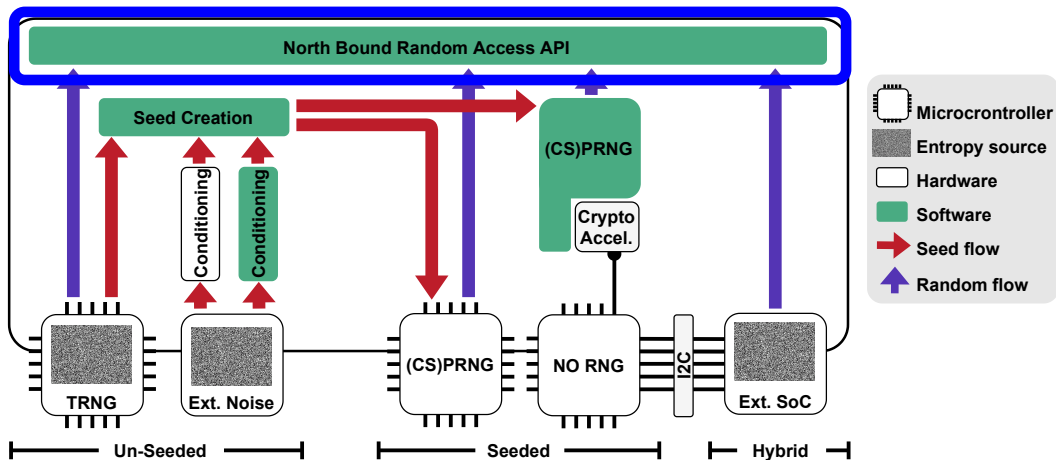 North Bound Random Access API
Seed Creation
(CS)PRNG
Conditioning
Conditioning
Crypto
Accel.
(CS)PRNG
NO RNG
I2C
TRNG
Ext. Noise
Ext. SoC
Un-Seeded
Seeded
Hybrid
Microcrontroller
Entropy source
Hardware
Software
Seed flow
Random flow